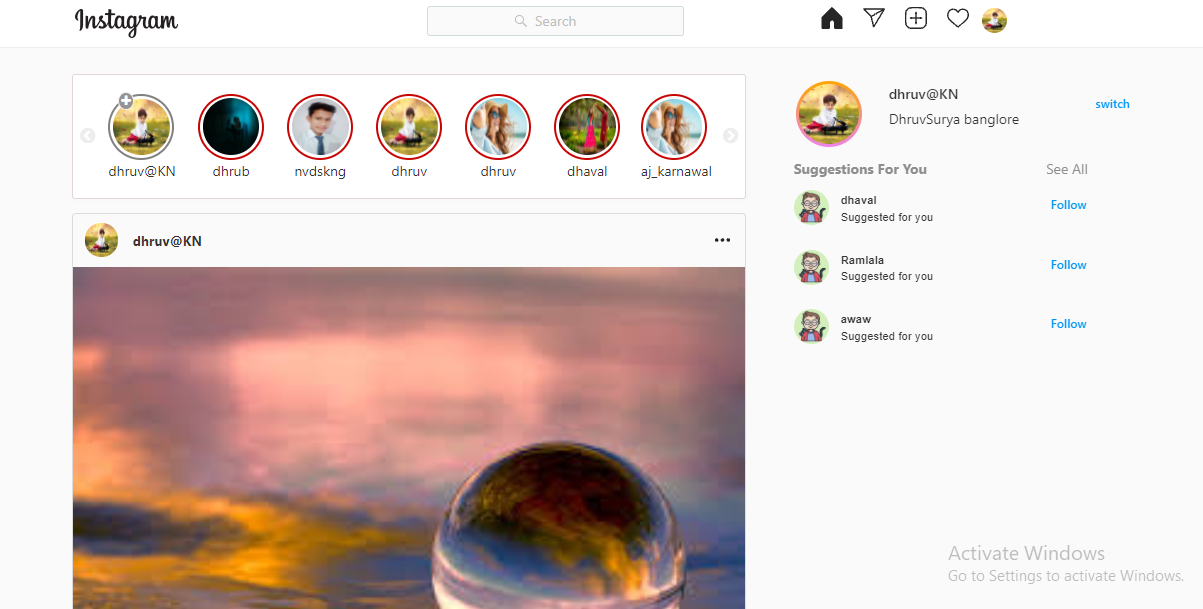 Instagram
Search
dhruv@KN
dhrub
nvdskng
dhruv
dhruv
dhaval
aj_karnawal
dhruv@KN
dhruv@KN
DhruvSurya banglore
switch
Suggestions For You
See All
dhaval
Suggested for you
Follow
Ramlala
Suggested for you
Follow
awaw
Suggested for you
Follow
Activate Windows
Go to Settings to activate Windows.